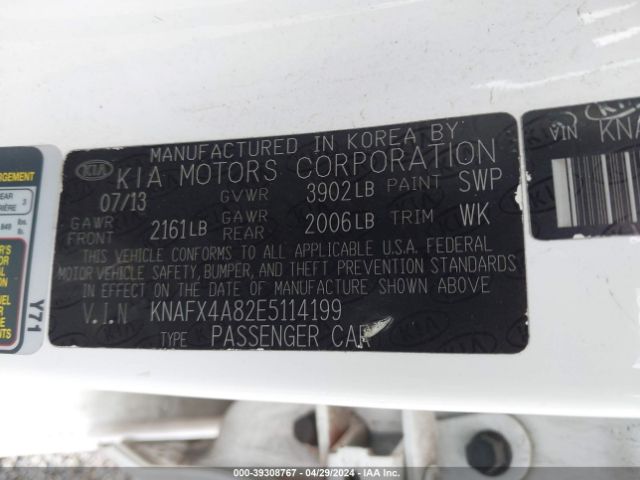 MANUFACTURED IN KOREA BY
KIA KIA MOTORS CORPORATION
07/13 GVWR 3902LB PAINT SWP
GAWR FRONT 2161LB GAWR REAR 2006LB TRIM WK
THIS VEHICLE CONFORMS TO ALL APPLICABLE U.S.A. FEDERAL
MOTOR VEHICLE SAFETY, BUMPER, AND THEFT PREVENTION STANDARDS
IN EFFECT ON THE DATE OF MANUFACTURE SHOWN ABOVE
V.I.N KNAFX4A82E5114199
TYPE PASSENGER CAR
Y71
VIN KNA
000-39308767 - 04/29/2024 - IAA Inc.